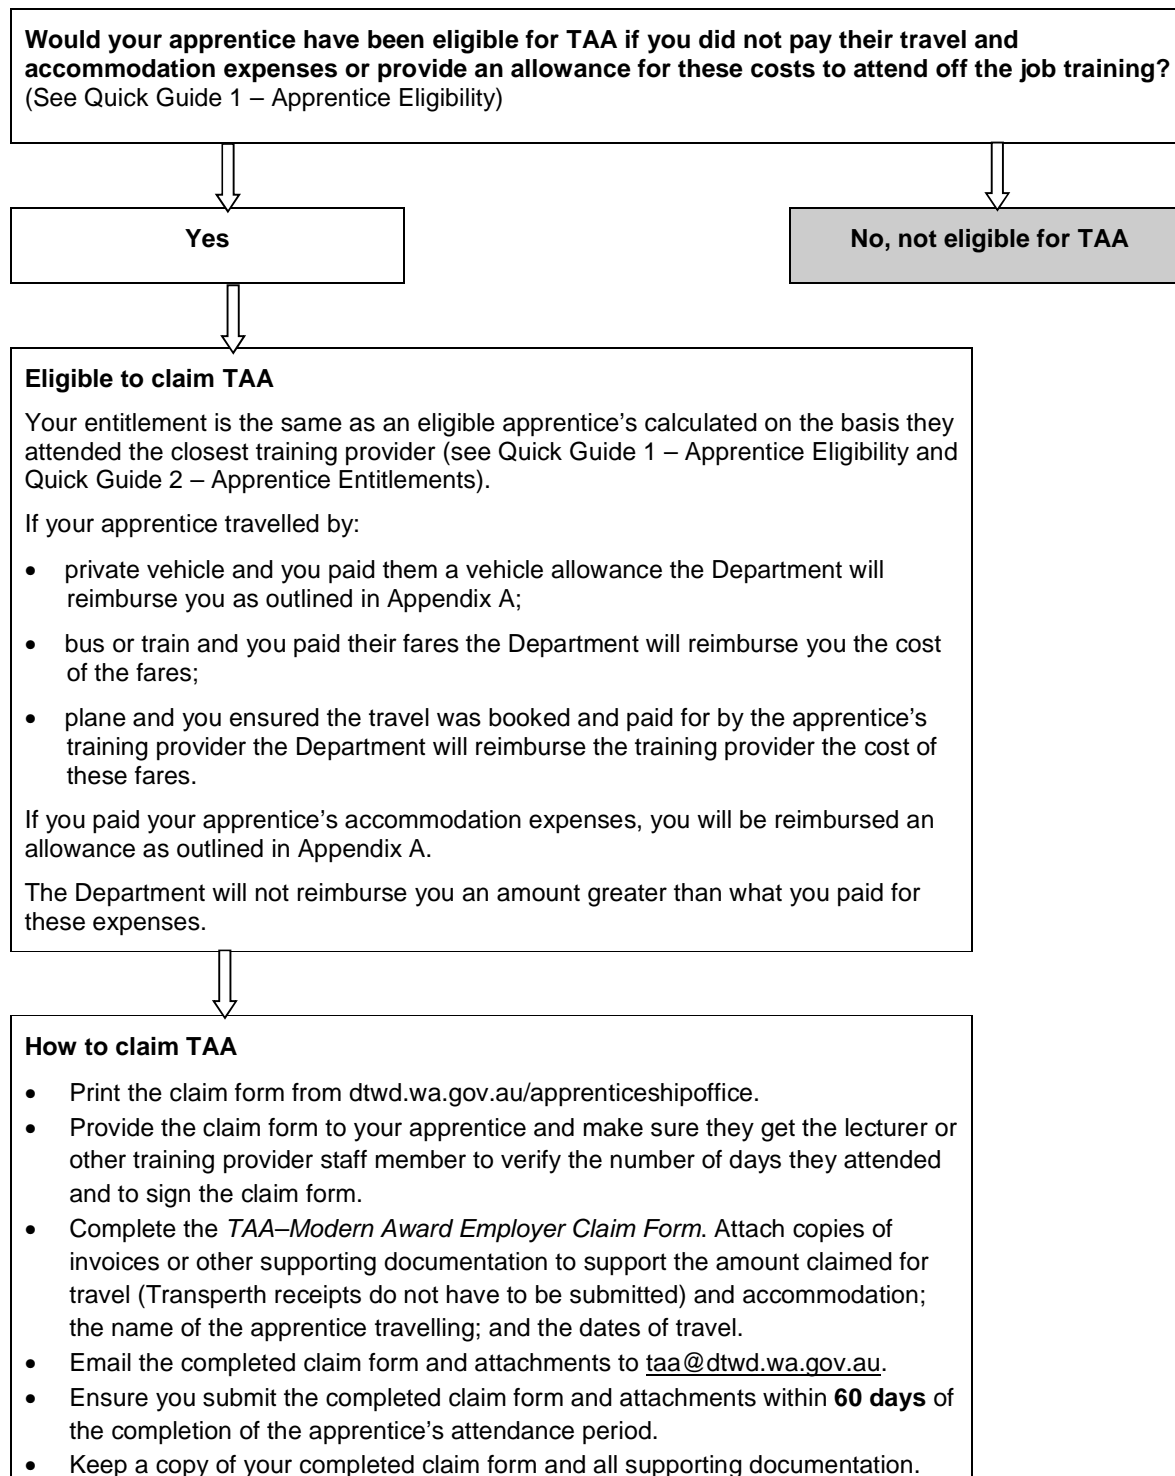 Would your apprentice have been eligible for TAA if you did not pay their travel and
accommodation expenses or provide an allowance for these costs to attend off the job training?
(See Quick Guide 1 – Apprentice Eligibility)
Yes
No, not eligible for TAA
Eligible to claim TAA
Your entitlement is the same as an eligible apprentice's calculated on the basis they
attended the closest training provider (see Quick Guide 1 – Apprentice Eligibility and
Quick Guide 2 – Apprentice Entitlements).
If your apprentice travelled by:
• private vehicle and you paid them a vehicle allowance the Department will
reimburse you as outlined in Appendix A;
• bus or train and you paid their fares the Department will reimburse you the cost
of the fares;
• plane and you ensured the travel was booked and paid for by the apprentice's
training provider the Department will reimburse the training provider the cost of
these fares.
If you paid your apprentice's accommodation expenses, you will be reimbursed an
allowance as outlined in Appendix A.
The Department will not reimburse you an amount greater than what you paid for
these expenses.
How to claim TAA
• Print the claim form from dtwd.wa.gov.au/apprenticeshipoffice.
• Provide the claim form to your apprentice and make sure they get the lecturer or
other training provider staff member to verify the number of days they attended
and to sign the claim form.
• Complete the TAA–Modern Award Employer Claim Form. Attach copies of
invoices or other supporting documentation to support the amount claimed for
travel (Transperth receipts do not have to be submitted) and accommodation;
the name of the apprentice travelling; and the dates of travel.
• Email the completed claim form and attachments to taa@dtwd.wa.gov.au.
• Ensure you submit the completed claim form and attachments within 60 days of
the completion of the apprentice's attendance period.
• Keep a copy of your completed claim form and all supporting documentation.